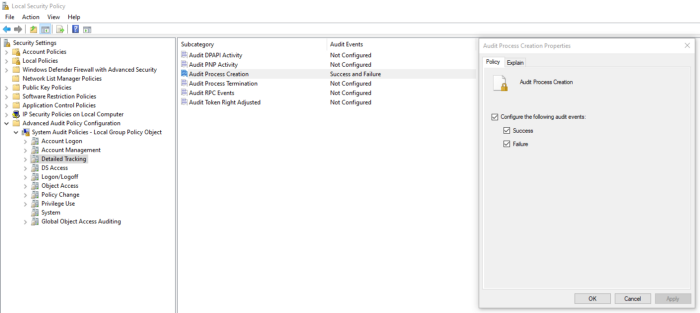 Local Security Policy
File Action View Help
Security Settings
Account Policies
Local Policies
Windows Defender Firewall with Advanced Security
Network List Manager Policies
Public Key Policies
Software Restriction Policies
Application Control Policies
IP Security Policies on Local Computer
Advanced Audit Policy Configuration
System Audit Policies - Local Group Policy Object
Account Logon
Account Management
Detailed Tracking
DS Access
Logon/Logoff
Object Access
Policy Change
Privilege Use
System
Global Object Access Auditing
Subcategory Audit Events
Audit DPAPI Activity Not Configured
Audit PNP Activity Not Configured
Audit Process Creation Success and Failure
Audit Process Termination Not Configured
Audit RPC Events Not Configured
Audit Token Right Adjusted Not Configured
Audit Process Creation Properties
Policy Explain
Audit Process Creation
Configure the following audit events:
Success
Failure
OK Cancel Apply